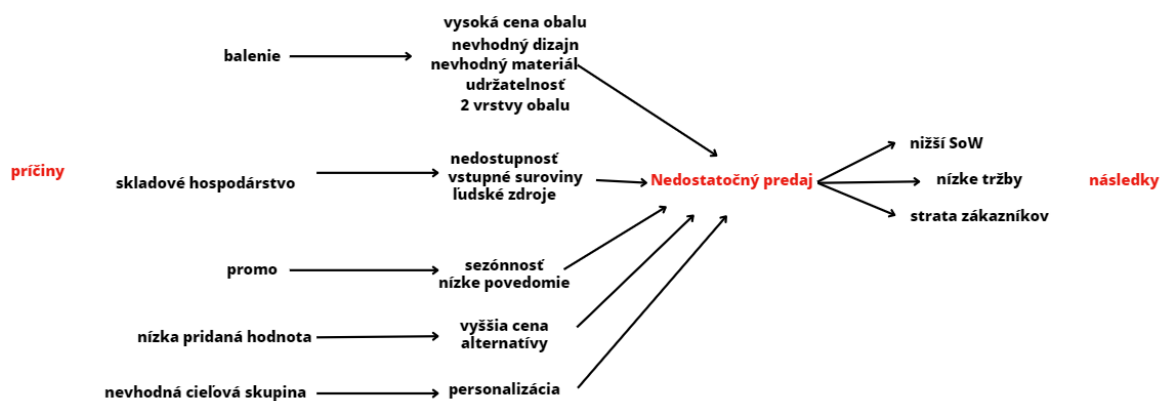 vysoká cena obalu
nevhodný dizajn
balenie
nevhodný materiál
udržatelnosť
2 vrstvy obalu
príčiny
skladové hospodárstvo
nedostupnosť
vstupné suroviny
ľudské zdroje
Nedostatočný predaj
nižší SoW
nízke tržby
strata zákazníkov
následky
promo
sezónnosť
nízke povedomie
nízka pridaná hodnota
vyššia cena
alternatívy
nevhodná cieľová skupina
personalizácia